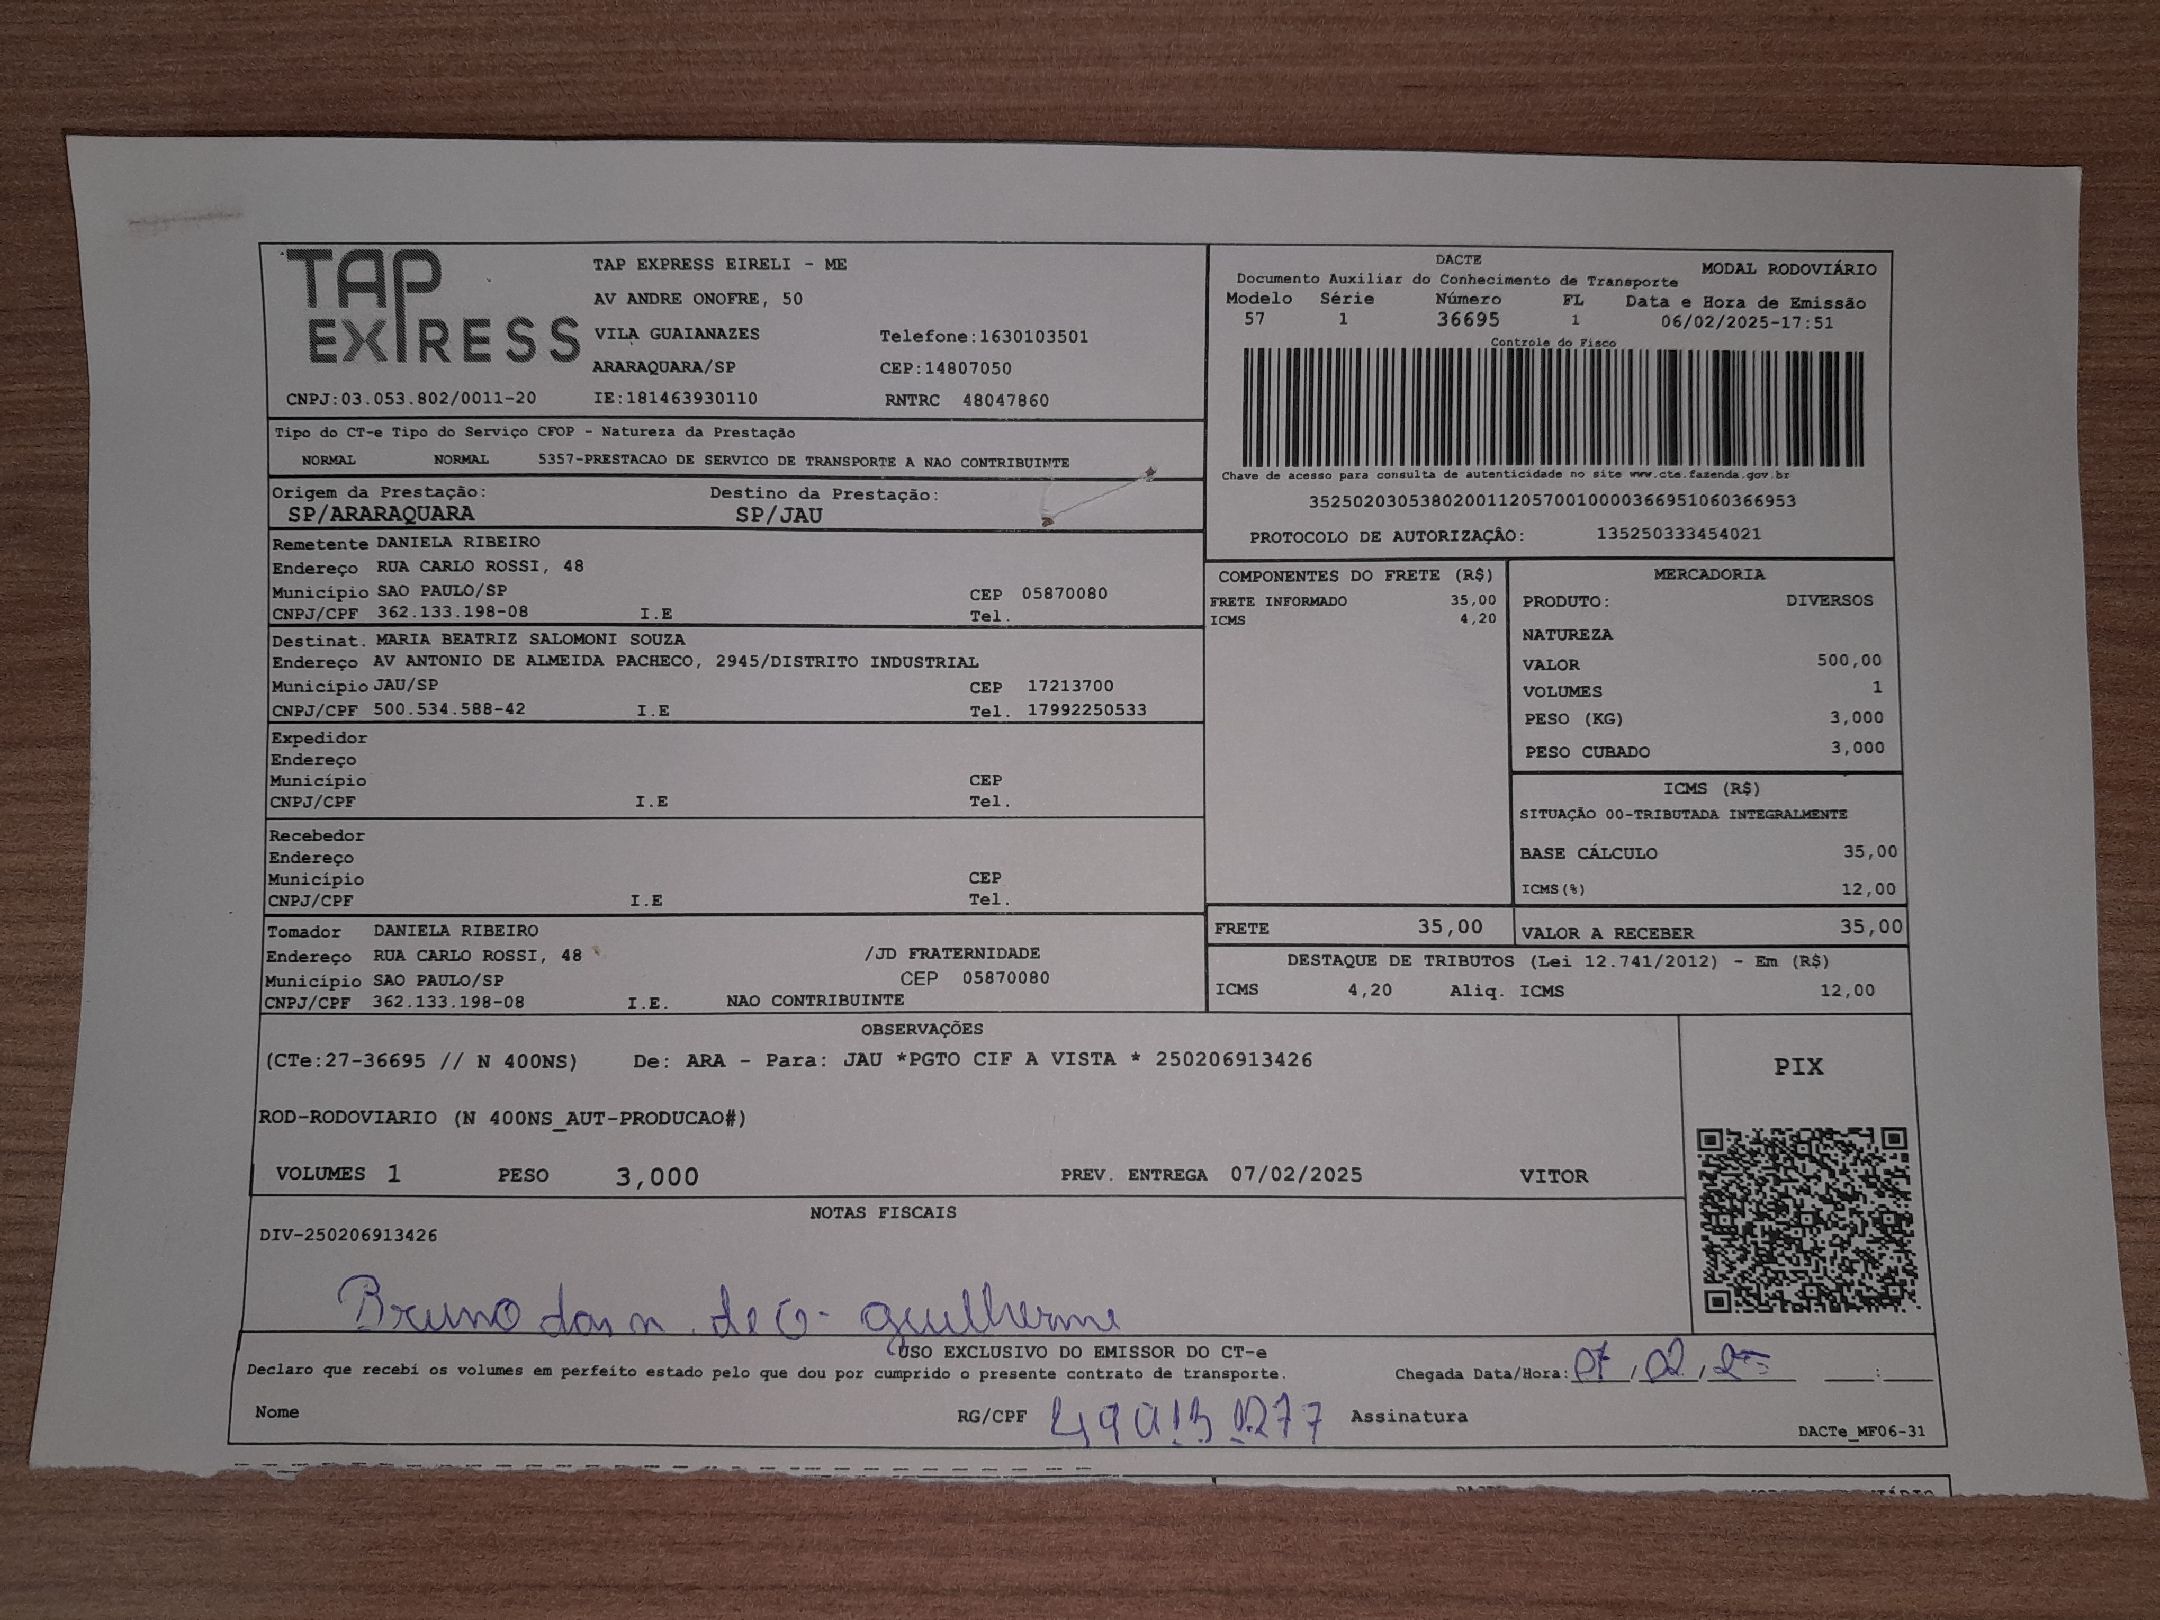 TAP EXPRESS
TAP EXPRESS EIRELI - ME
AV ANDRE ONOFRE, 50
VILA GUAIANAZES Telefone:1630103501
ARARAQUARA/SP CEP:14807050
CNPJ:03.053.802/0011-20 IE:181463930110 RNTRC 48047860
DACTE
Documento Auxiliar do Conhecimento de Transporte MODAL RODOVIÁRIO
Modelo Série Número FL Data e Hora de Emissão
57 1 36695 1 06/02/2025-17:51
Controle do Fisco
Chave de acesso para consulta de autenticidade no site www.cte.fazenda.gov.br
35250203053802001120570010000366951060366953
PROTOCOLO DE AUTORIZAÇÂO: 135250333454021
Tipo do CT-e Tipo do Serviço CFOP - Natureza da Prestação
NORMAL NORMAL 5357-PRESTACAO DE SERVICO DE TRANSPORTE A NAO CONTRIBUINTE
Origem da Prestação: Destino da Prestação:
SP/ARARAQUARA SP/JAU
Remetente DANIELA RIBEIRO
Endereço RUA CARLO ROSSI, 48
Município SAO PAULO/SP CEP 05870080
CNPJ/CPF 362.133.198-08 I.E Tel.
Destinat. MARIA BEATRIZ SALOMONI SOUZA
Endereço AV ANTONIO DE ALMEIDA PACHECO, 2945/DISTRITO INDUSTRIAL
Município JAU/SP CEP 17213700
CNPJ/CPF 500.534.588-42 I.E Tel. 17992250533
Expedidor
Endereço
Município CEP
CNPJ/CPF I.E Tel.
Recebedor
Endereço
Município CEP
CNPJ/CPF I.E Tel.
Tomador DANIELA RIBEIRO
Endereço RUA CARLO ROSSI, 48 /JD FRATERNIDADE
Município SAO PAULO/SP CEP 05870080
CNPJ/CPF 362.133.198-08 I.E. NAO CONTRIBUINTE
COMPONENTES DO FRETE (R$)
FRETE INFORMADO 35,00
ICMS 4,20
MERCADORIA
PRODUTO: DIVERSOS
NATUREZA
VALOR 500,00
VOLUMES 1
PESO (KG) 3,000
PESO CUBADO 3,000
ICMS (R$)
SITUAÇÃO 00-TRIBUTADA INTEGRALMENTE
BASE CÁLCULO 35,00
ICMS(%) 12,00
FRETE 35,00 VALOR A RECEBER 35,00
DESTAQUE DE TRIBUTOS (Lei 12.741/2012) - Em (R$)
ICMS 4,20 Aliq. ICMS 12,00
OBSERVAÇÕES
(CTe:27-36695 // N 400NS) De: ARA - Para: JAU *PGTO CIF A VISTA * 250206913426
ROD-RODOVIARIO (N 400NS_AUT-PRODUCAO#)
VOLUMES 1 PESO 3,000 PREV. ENTREGA 07/02/2025 VITOR
PIX
NOTAS FISCAIS
DIV-250206913426
Bruno de guilherme
USO EXCLUSIVO DO EMISSOR DO CT-e
Declaro que recebi os volumes em perfeito estado pelo que dou por cumprido o presente contrato de transporte. Chegada Data/Hora: 07,02,25 :
Nome RG/CPF Assinatura
DACTe_MF06-31